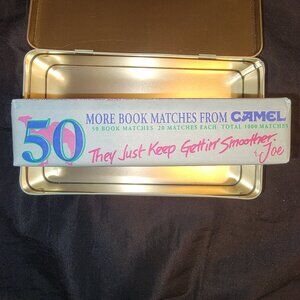 50
MORE BOOK MATCHES FROM CAMEL
50 BOOK MATCHES 20 MATCHES EACH TOTAL 1000 MATCHES
They Just Keep Gettin' Smoother.
Joe